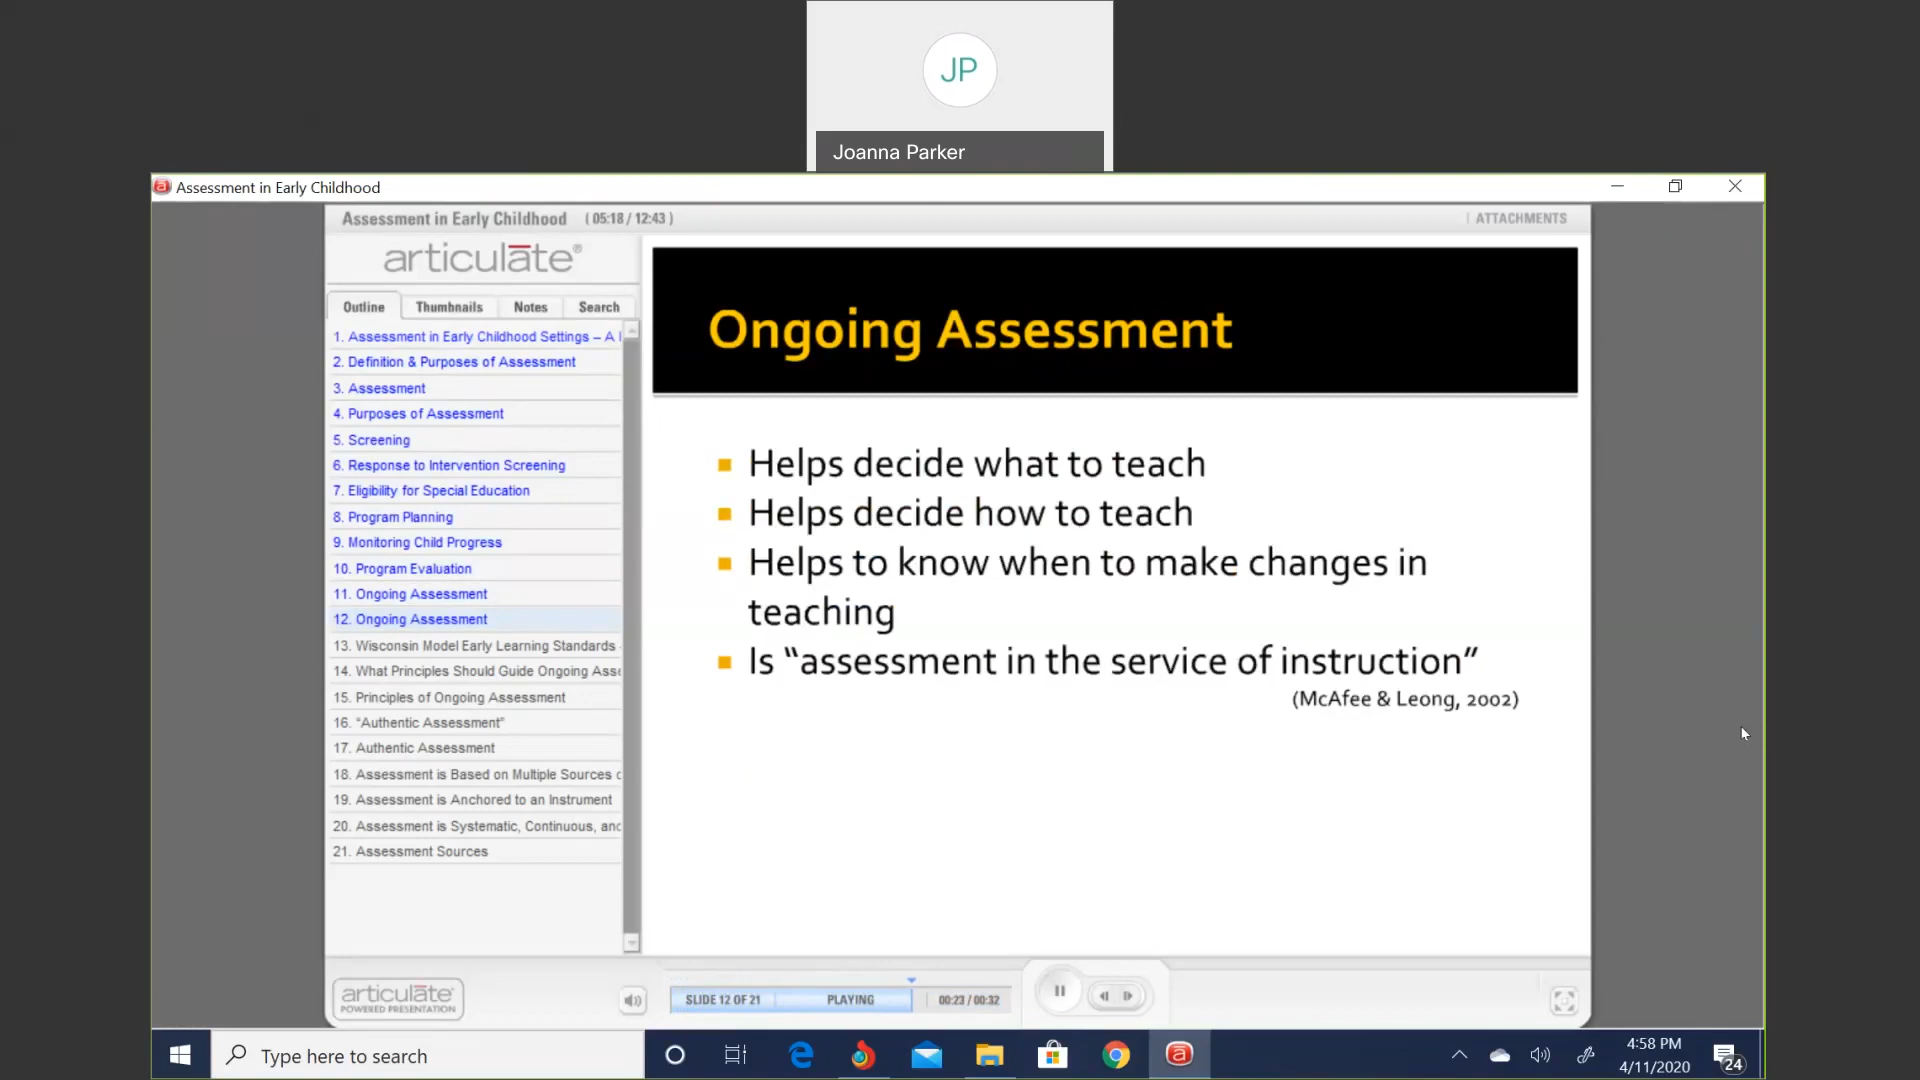 JP
Joanna Parker
Assessment in Early Childhood
Assessment in Early Childhood ( 05:18 / 12:43 )
ATTACHMENTS
articulate®
Outline Thumbnails Notes Search
1. Assessment in Early Childhood Settings – A
2. Definition & Purposes of Assessment
3. Assessment
4. Purposes of Assessment
5. Screening
6. Response to Intervention Screening
7. Eligibility for Special Education
8. Program Planning
9. Monitoring Child Progress
10. Program Evaluation
11. Ongoing Assessment
12. Ongoing Assessment
13. Wisconsin Model Early Learning Standards
14. What Principles Should Guide Ongoing Asse
15. Principles of Ongoing Assessment
16. "Authentic Assessment"
17. Authentic Assessment
18. Assessment is Based on Multiple Sources
19. Assessment is Anchored to an Instrument
20. Assessment is Systematic, Continuous, and
21. Assessment Sources
Ongoing Assessment
Helps decide what to teach
Helps decide how to teach
Helps to know when to make changes in
teaching
Is “assessment in the service of instruction”
(McAfee & Leong, 2002)
articulate®
POWERED PRESENTATION
SLIDE 12 OF 21 PLAYING 00:23 / 00:32
Type here to search
4:58 PM
4/11/2020
24